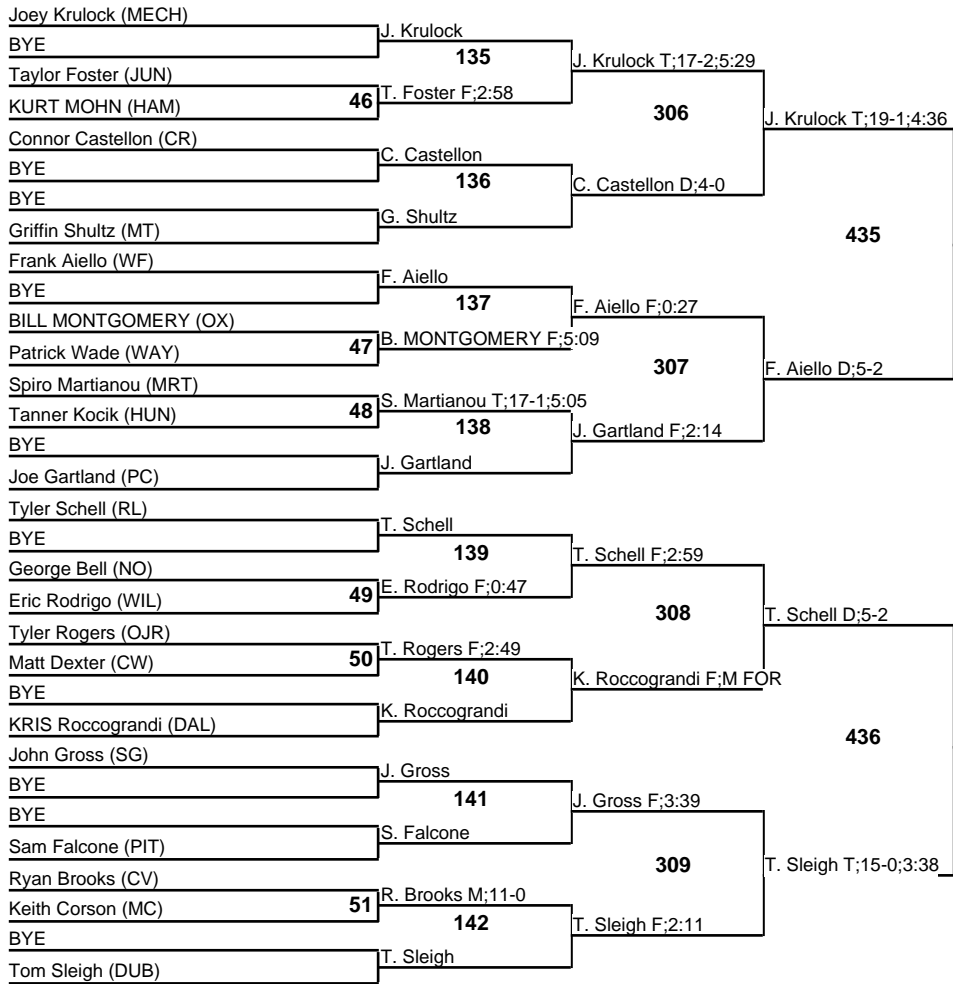 Joey Krulock (MECH)
BYE
Taylor Foster (JUN)
KURT MOHN (HAM)
Connor Castellon (CR)
BYE
BYE
Griffin Shultz (MT)
Frank Aiello (WF)
BYE
BILL MONTGOMERY (OX)
Patrick Wade (WAY)
Spiro Martianou (MRT)
Tanner Kocik (HUN)
BYE
Joe Gartland (PC)
Tyler Schell (RL)
BYE
George Bell (NO)
Eric Rodrigo (WIL)
Tyler Rogers (OJR)
Matt Dexter (CW)
BYE
KRIS Roccograndi (DAL)
John Gross (SG)
BYE
BYE
Sam Falcone (PIT)
Ryan Brooks (CV)
Keith Corson (MC)
BYE
Tom Sleigh (DUB)
46
47
48
49
50
51
J. Krulock
135
T. Foster F;2:58
C. Castellon
136
G. Shultz
F. Aiello
137
B. MONTGOMERY F;5:09
S. Martianou T;17-1;5:05
138
J. Gartland
T. Schell
139
E. Rodrigo F;0:47
T. Rogers F;2:49
140
K. Roccograndi
J. Gross
141
S. Falcone
R. Brooks M;11-0
142
T. Sleigh
J. Krulock T;17-2;5:29
306
C. Castellon D;4-0
F. Aiello F;0:27
307
J. Gartland F;2:14
T. Schell F;2:59
308
K. Roccograndi F;M FOR
J. Gross F;3:39
309
T. Sleigh F;2:11
J. Krulock T;19-1;4:36
435
F. Aiello D;5-2
T. Schell D;5-2
436
T. Sleigh T;15-0;3:38